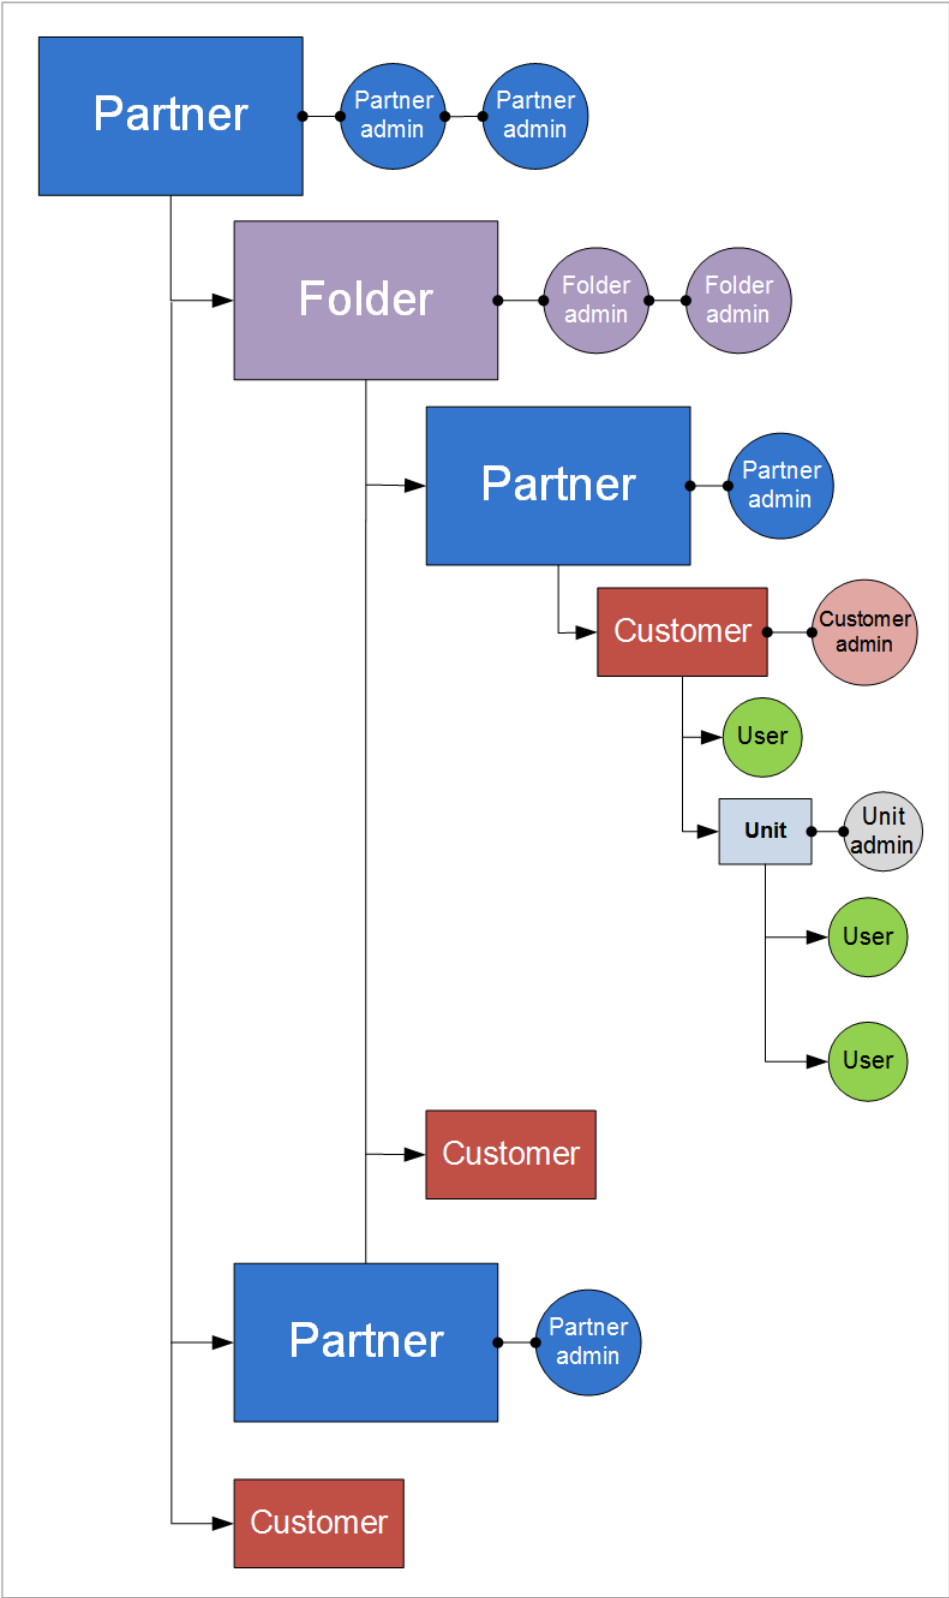 Partner
Partner
admin
Partner
admin
Folder
Folder
admin
Folder
admin
Partner
Partner
admin
Customer
Customer
admin
User
Unit
Unit
admin
User
User
Customer
Partner
Partner
admin
Customer